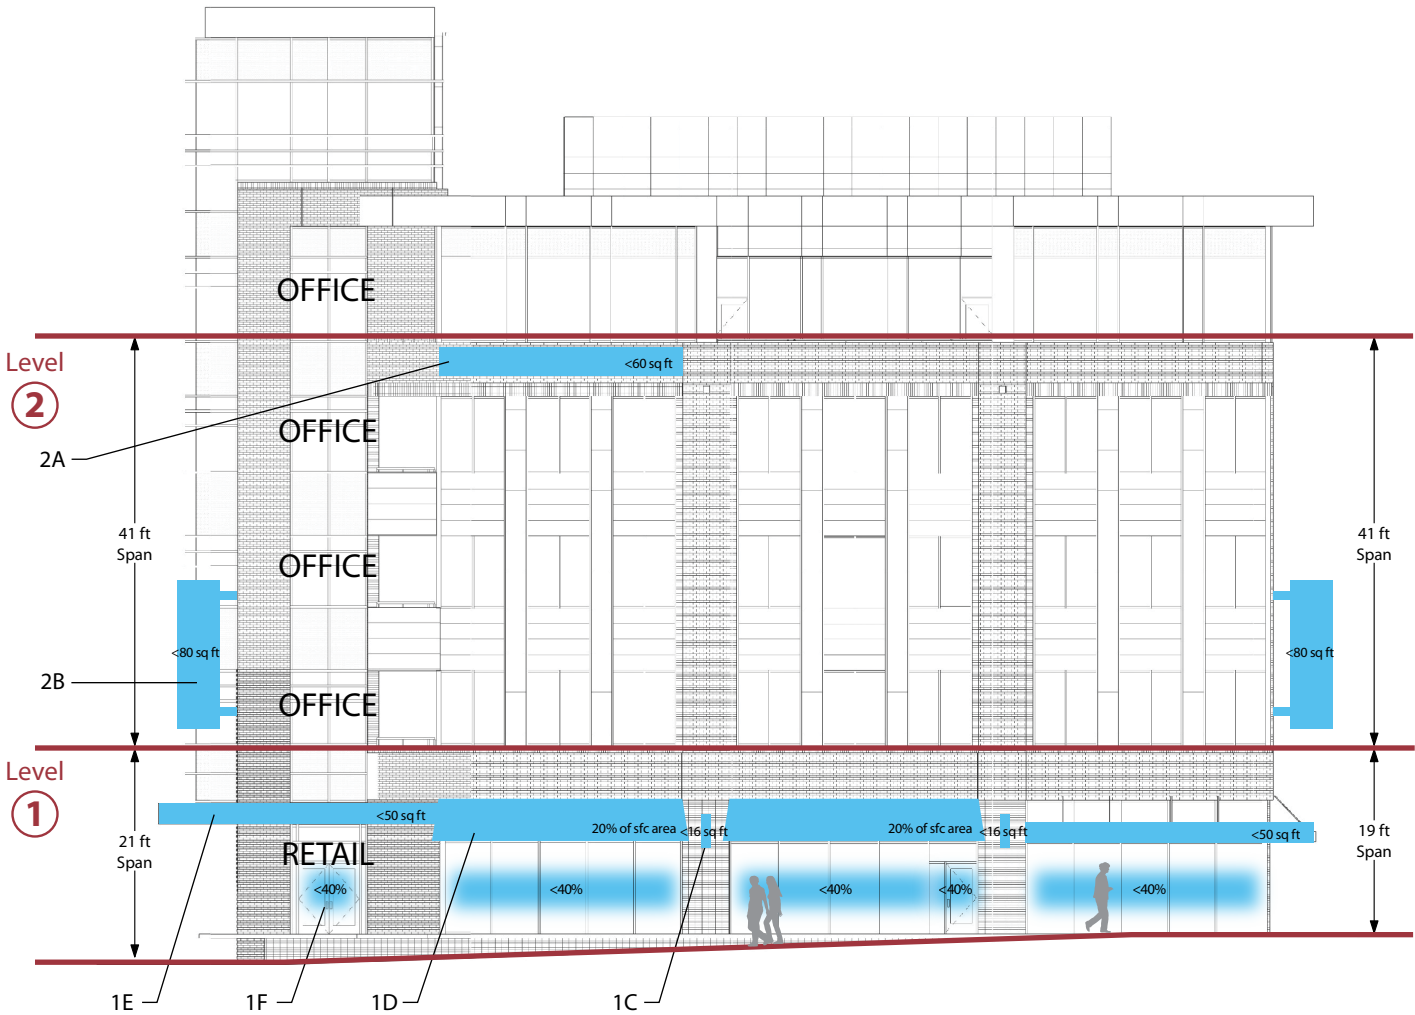 OFFICE
Level
2
<60 sq ft
OFFICE
2A
41 ft
Span
41 ft
Span
OFFICE
<80 sq ft
<80 sq ft
2B
OFFICE
Level
1
<50 sq ft
20% of sfc area
<16 sq ft
20% of sfc area
<16 sq ft
<50 sq ft
21 ft
Span
19 ft
Span
RETAIL
<40%
<40%
<40%
<40%
<40%
1E
1F
1D
1C